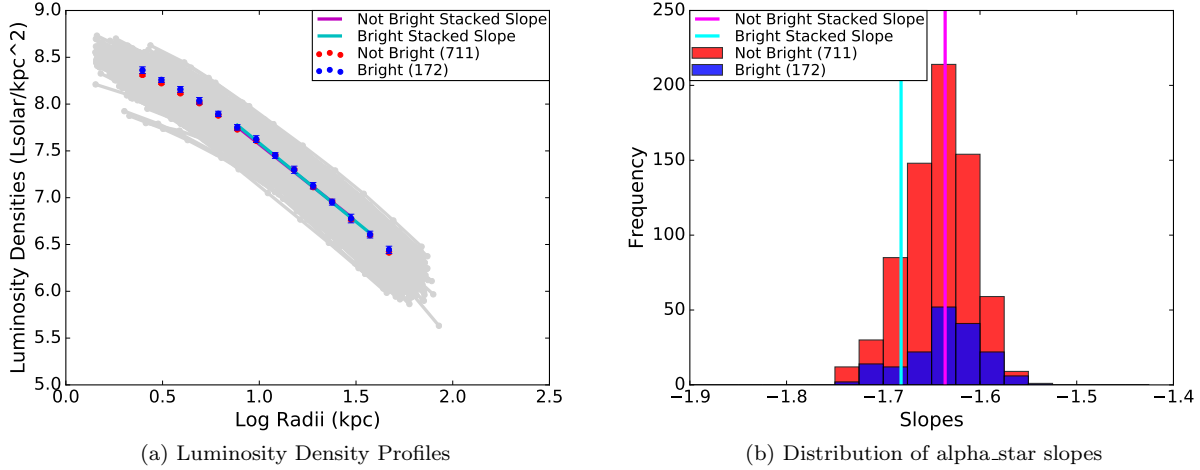 9.0
8.5
8.0
7.5
7.0
6.5
6.0
5.5
5.0
Luminosity Densities (Lsolar/kpc^2)
0.0 0.5 1.0 1.5 2.0 2.5
Log Radii (kpc)
Not Bright Stacked Slope
Bright Stacked Slope
Not Bright (711)
Bright (172)
(a) Luminosity Density Profiles
250
200
150
100
50
0
Frequency
−1.9 −1.8 −1.7 −1.6 −1.5 −1.4
Slopes
Not Bright Stacked Slope
Bright Stacked Slope
Not Bright (711)
Bright (172)
(b) Distribution of alpha_star slopes